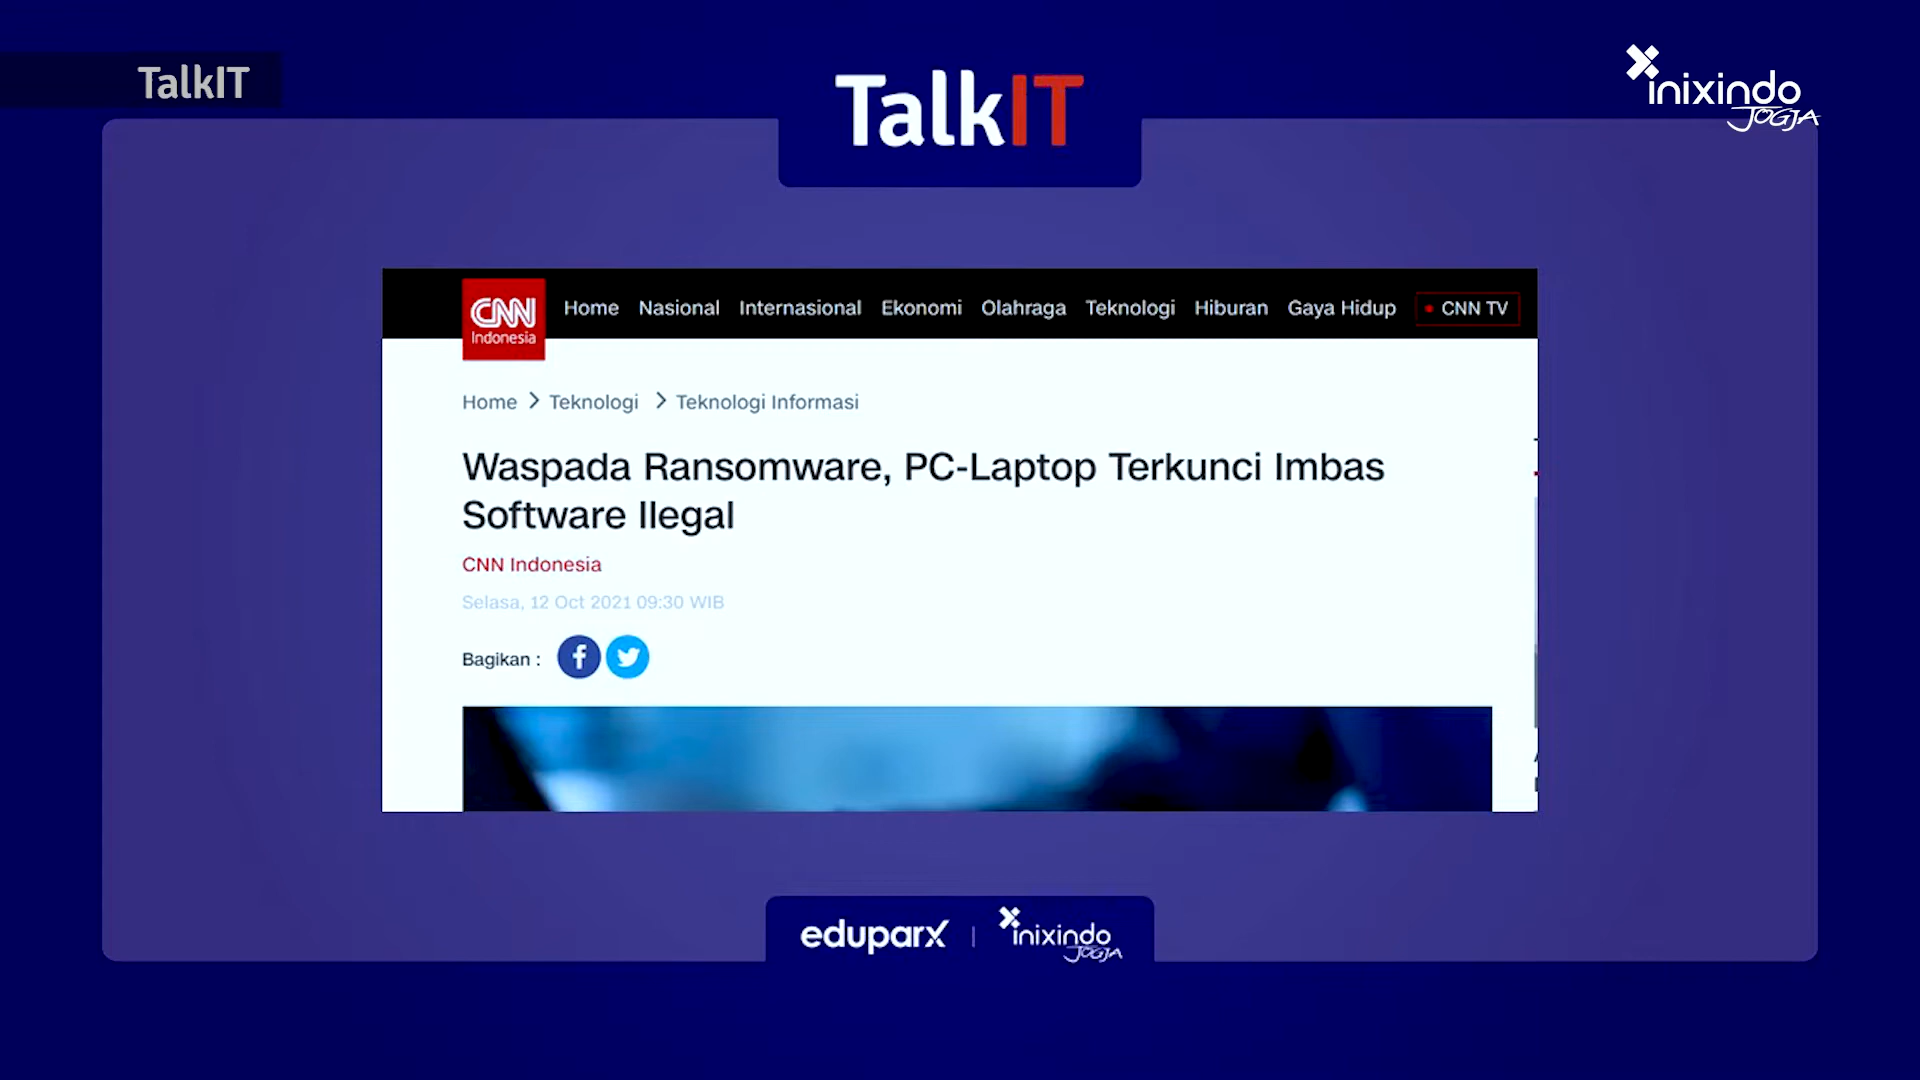 TalkIT
TalkIT
inixindo
JOGJA
CNN
Indonesia
Home Nasional Internasional Ekonomi Olahraga Teknologi Hiburan Gaya Hidup CNN TV
Home > Teknologi > Teknologi Informasi
Waspada Ransomware, PC-Laptop Terkunci Imbas
Software Ilegal
CNN Indonesia
Selasa, 12 Oct 2021 09:30 WIB
Bagikan :
eduparx | inixindo
JOGJA